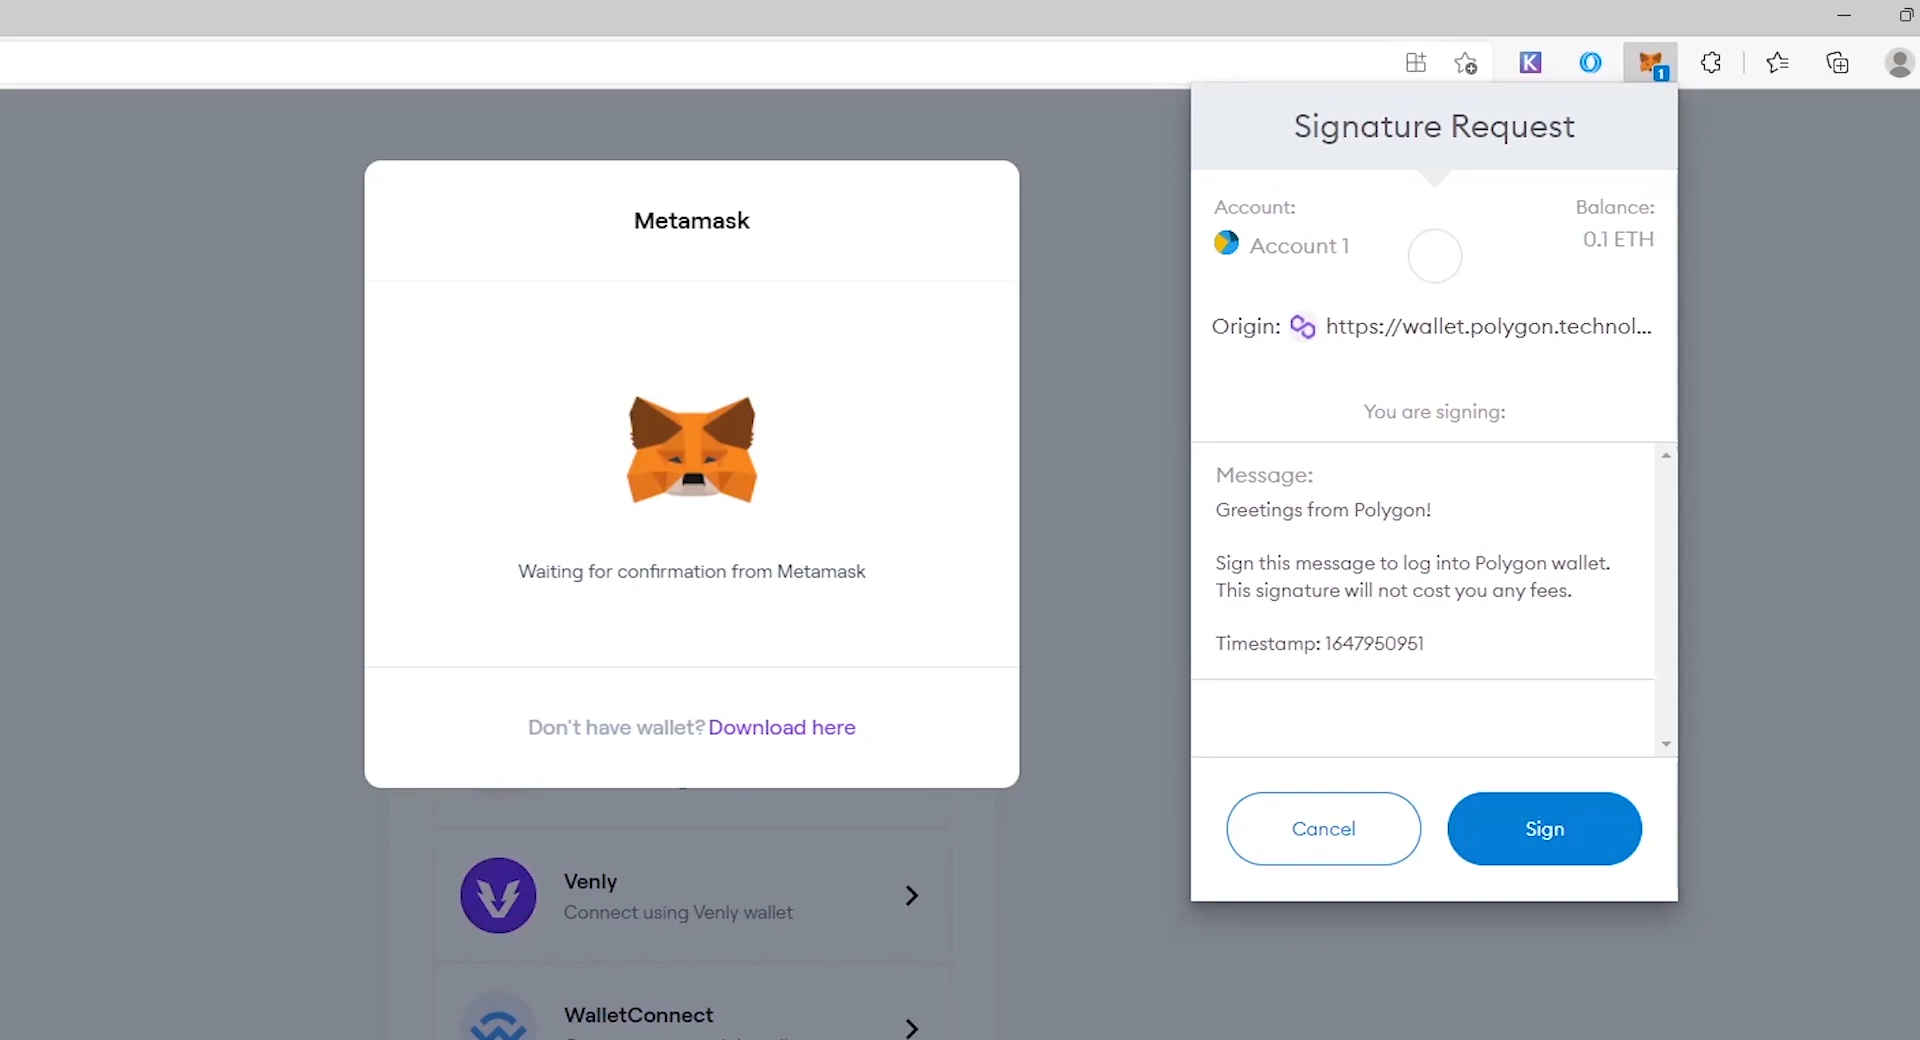 K
1
Signature Request
Account:
Balance:
Account 1
0.1 ETH
Origin: https://wallet.polygon.technol...
You are signing:
Message:
Greetings from Polygon!
Sign this message to log into Polygon wallet.
This signature will not cost you any fees.
Timestamp: 1647950951
Cancel
Sign
Metamask
Waiting for confirmation from Metamask
Don't have wallet? Download here
Venly
Connect using Venly wallet
WalletConnect